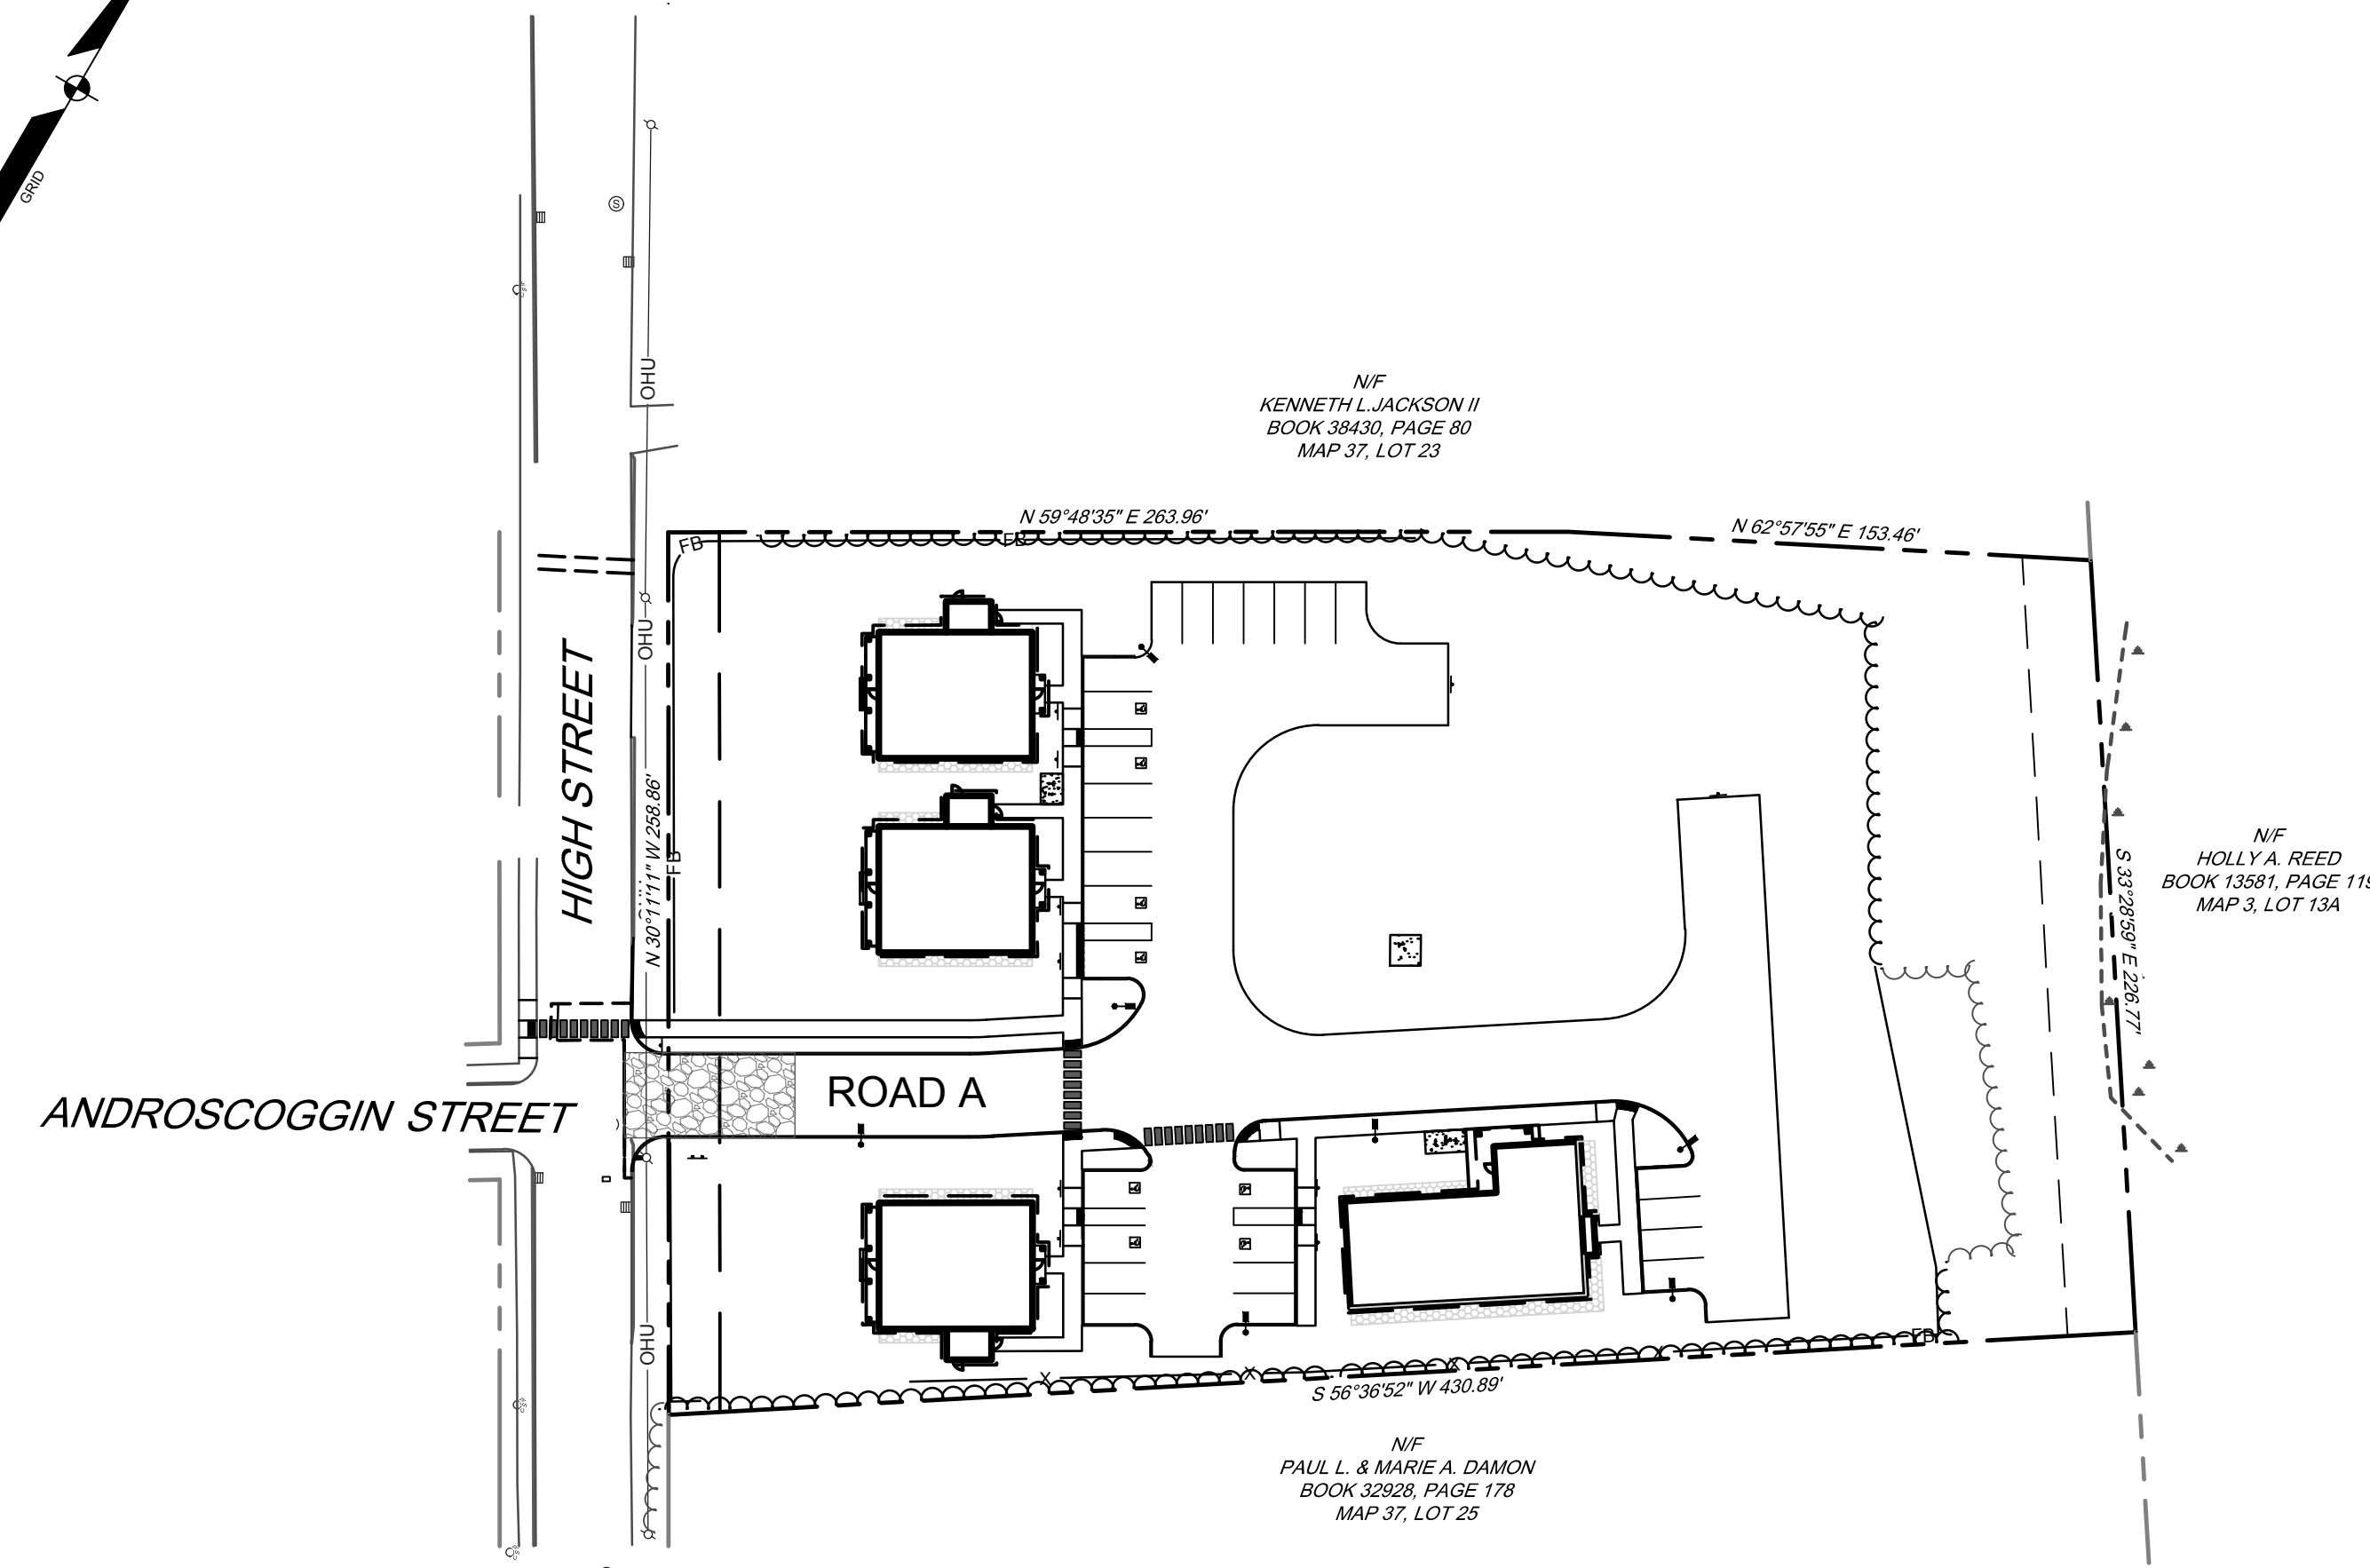 GRID
S
OHU
N/F
KENNETH L.JACKSON II
BOOK 38430, PAGE 80
MAP 37, LOT 23
N 59°48'35" E 263.96'
N 62°57'55" E 153.46'
FB
FB
OHU
HIGH STREET
N 30°11'11" W 258.86'
FB
N/F
HOLLY A. REED
BOOK 13581, PAGE 119
MAP 3, LOT 13A
S 33°28'59" E 226.77'
ROAD A
ANDROSCOGGIN STREET
OHU
FB
X
X
X
X
S 56°36'52" W 430.89'
N/F
PAUL L. & MARIE A. DAMON
BOOK 32928, PAGE 178
MAP 37, LOT 25